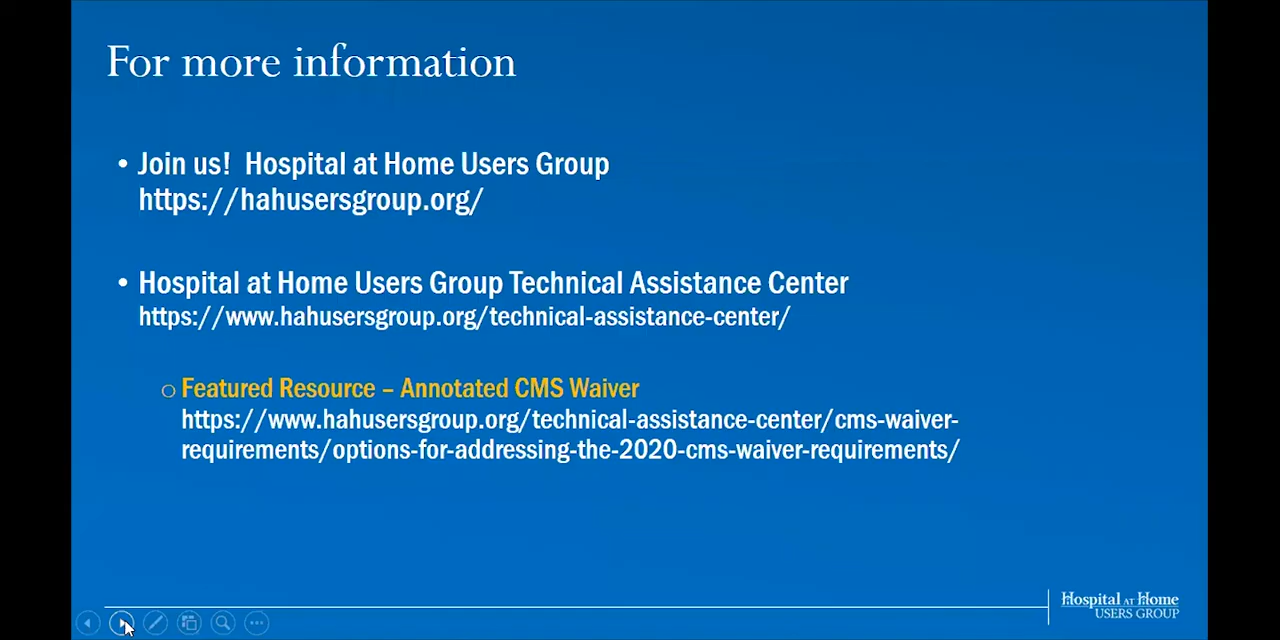 For more information
• Join us!  Hospital at Home Users Group
https://hahusersgroup.org/
• Hospital at Home Users Group Technical Assistance Center
https://www.hahusersgroup.org/technical-assistance-center/
○ Featured Resource – Annotated CMS Waiver
https://www.hahusersgroup.org/technical-assistance-center/cms-waiver-
requirements/options-for-addressing-the-2020-cms-waiver-requirements/
Hospital AT Home
USERS GROUP